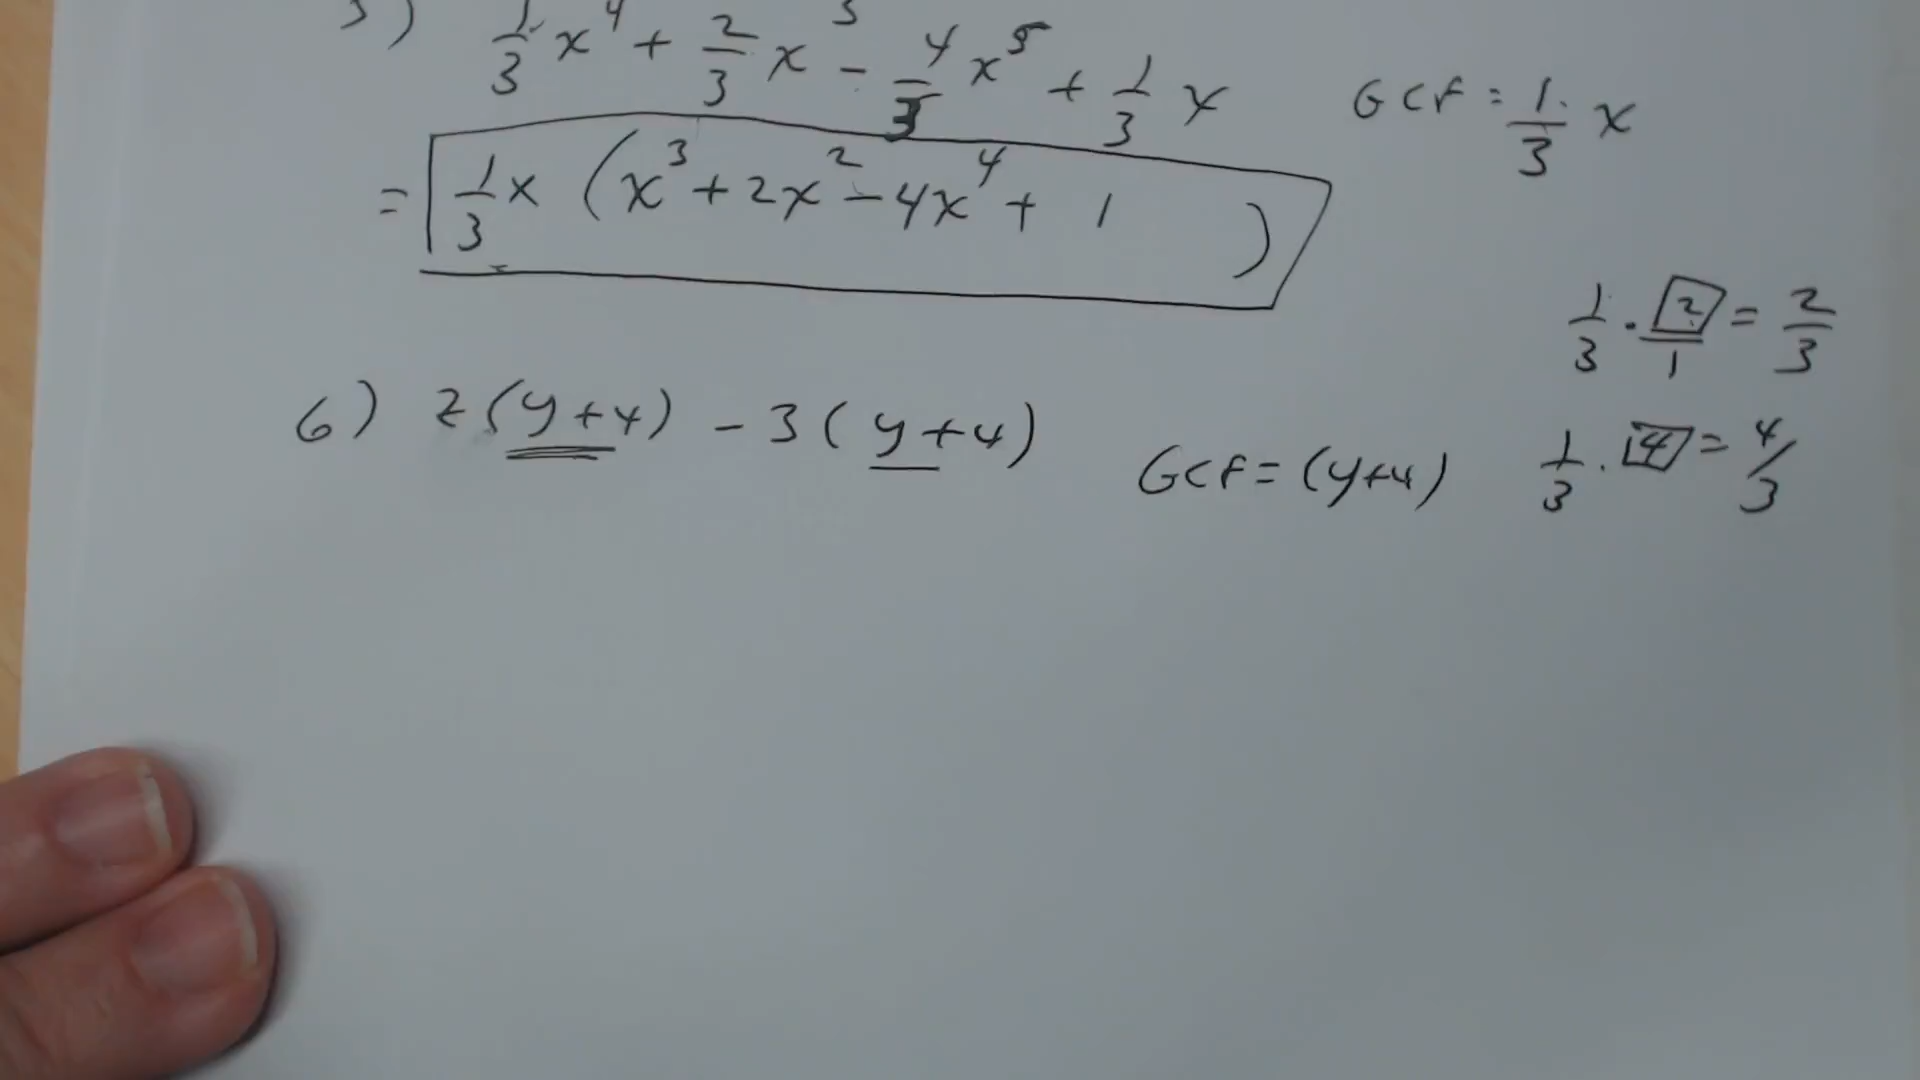 5) 1/3 x^4 + 2/3 x^3 - 4/3 x^5 + 1/3 x GCF = 1/3 x
= 1/3 x (x^3 + 2x^2 - 4x^4 + 1)
1/3 · 2/1 = 2/3
6) 2(y+4) - 3(y+4) GCF = (y+4)
1/3 · 4 = 4/3